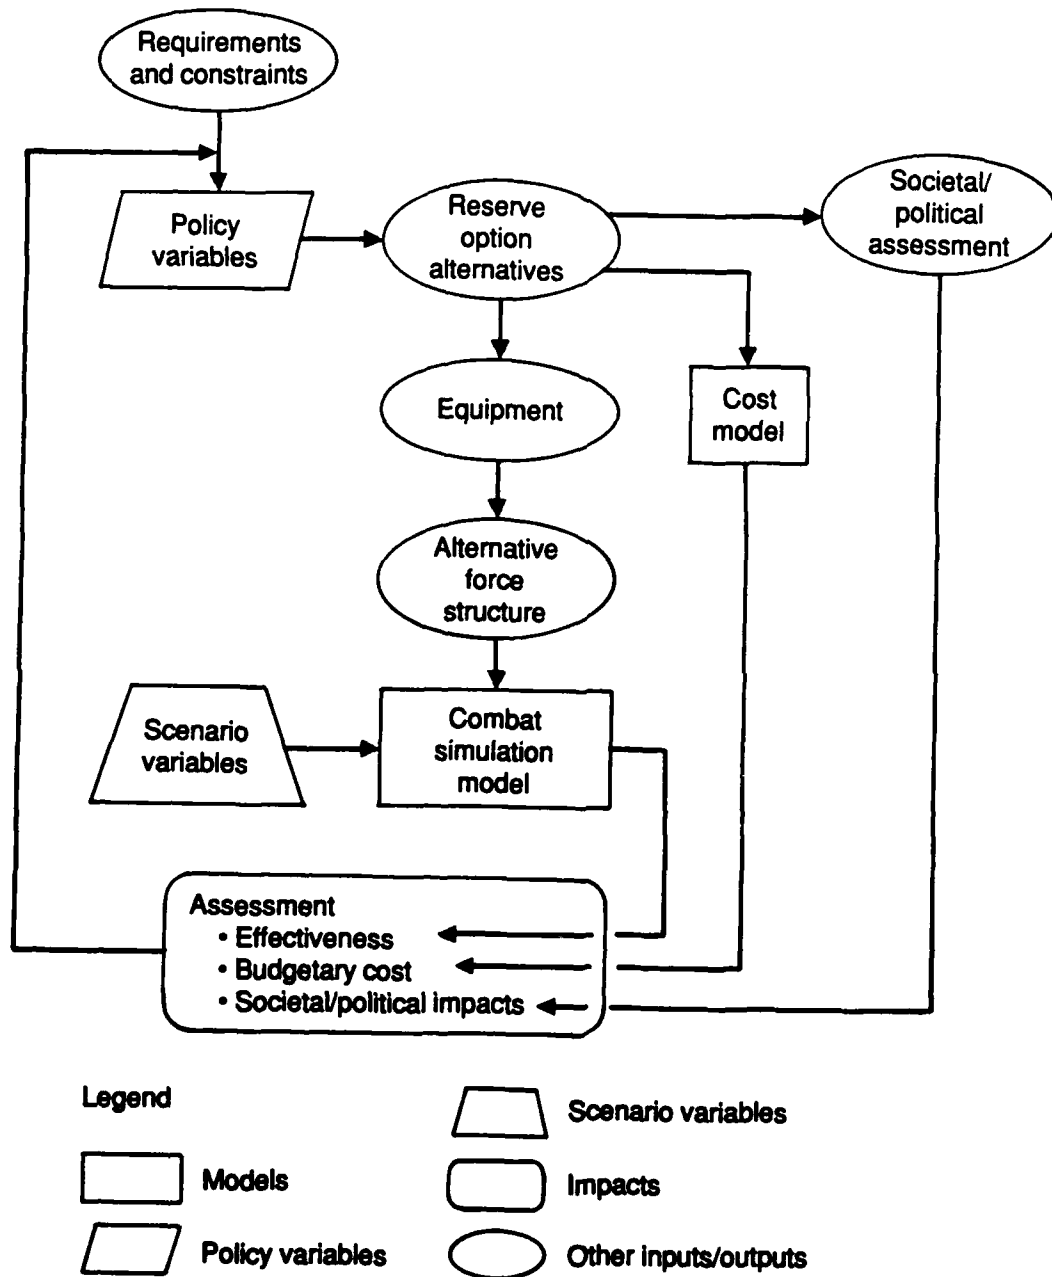 Requirements
and constraints
Policy
variables
Reserve
option
alternatives
Societal/
political
assessment
Equipment
Cost
model
Alternative
force
structure
Scenario
variables
Combat
simulation
model
Assessment
• Effectiveness
• Budgetary cost
• Societal/political impacts
Legend
Models
Policy variables
Scenario variables
Impacts
Other inputs/outputs